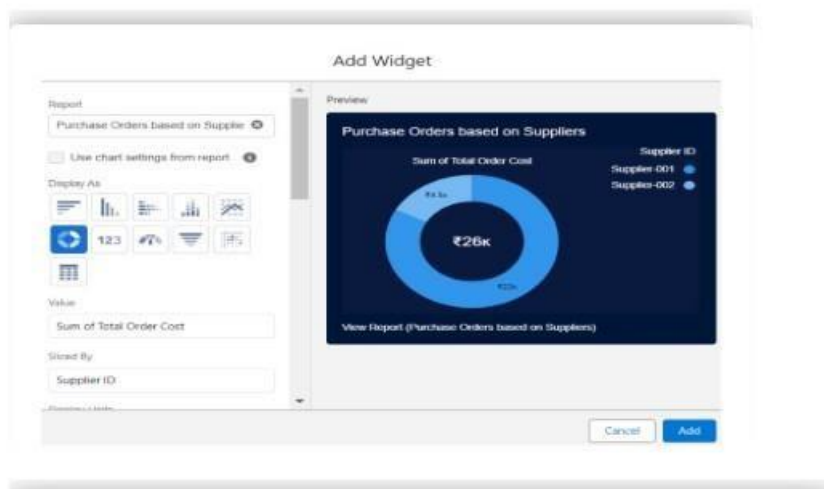 Add Widget
Report
Purchase Orders based on Supplie
Use chart settings from report
Display As
123
Value
Sum of Total Order Cost
Sliced By
Supplier ID
Preview
Purchase Orders based on Suppliers
Sum of Total Order Cost
Supplier ID
Supplier-001
Supplier-002
₹26K
View Report (Purchase Orders based on Suppliers)
Cancel
Add